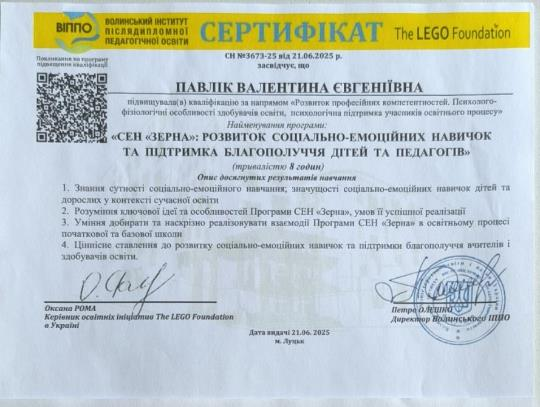 ВІППО
ВОЛИНСЬКИЙ ІНСТИТУТ
ПІСЛЯДИПЛОМНОЇ
ПЕДАГОГІЧНОЇ ОСВІТИ
СЕРТИФІКАТ
The LEGO Foundation
Покликання на програму
підвищення кваліфікації
СН №3673-25 від 21.06.2025 р.
засвідчує, що
ПАВЛІК ВАЛЕНТИНА ЄВГЕНІЇВНА
підвищувала(в) кваліфікацію за напрямом «Розвиток професійних компетентностей. Психолого-
фізіологічні особливості здобувачів освіти, психологічна підтримка учасників освітнього процесу»
Найменування програми:
«СЕН «ЗЕРНА»: РОЗВИТОК СОЦІАЛЬНО-ЕМОЦІЙНИХ НАВИЧОК
ТА ПІДТРИМКА БЛАГОПОЛУЧЧЯ ДІТЕЙ ТА ПЕДАГОГІВ»
(тривалістю 8 годин)
Опис досягнутих результатів навчання
1. Знання сутності соціально-емоційного навчання; значущості соціально-емоційних навичок дітей та
дорослих у контексті сучасної освіти
2. Розуміння ключової ідеї та особливостей Програми СЕН «Зерна», умов її успішної реалізації
3. Уміння добирати та наскрізно реалізовувати взаємодії Програми СЕН «Зерна» в освітньому процесі
початкової та базової школи
4. Ціннісне ставлення до розвитку соціально-емоційних навичок та підтримки благополуччя вчителів і
здобувачів освіти.
Оксана РОМА
Керівник освітніх ініціатив The LEGO Foundation
в Україні
Петро ОЛЕШКО
Директор Волинського ІППО
Дата видачі 21.06. 2025
м. Луцьк